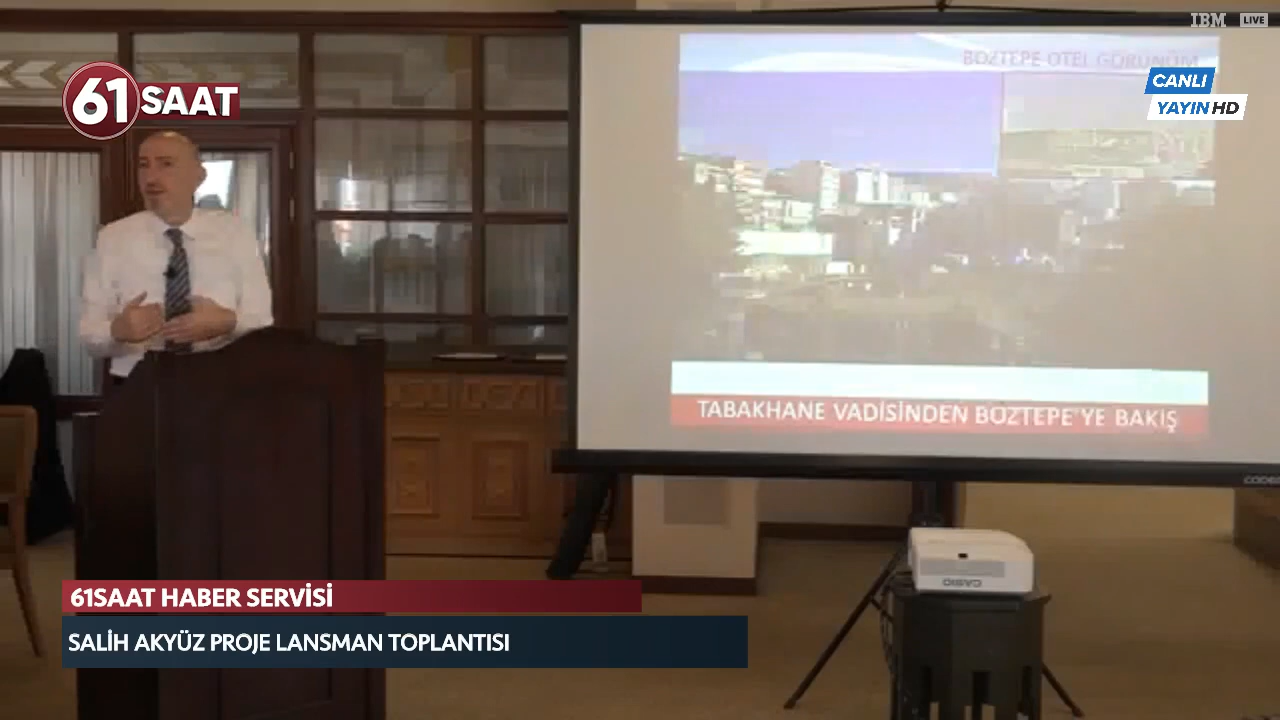 IBM LIVE
BOZTEPE OTEL GÖRÜNÜM
61SAAT
CANLI
YAYIN HD
TABAKHANE VADİSİNDEN BOZTEPE'YE BAKIŞ
CASIO
61SAAT HABER SERVİSİ
SALİH AKYÜZ PROJE LANSMAN TOPLANTISI